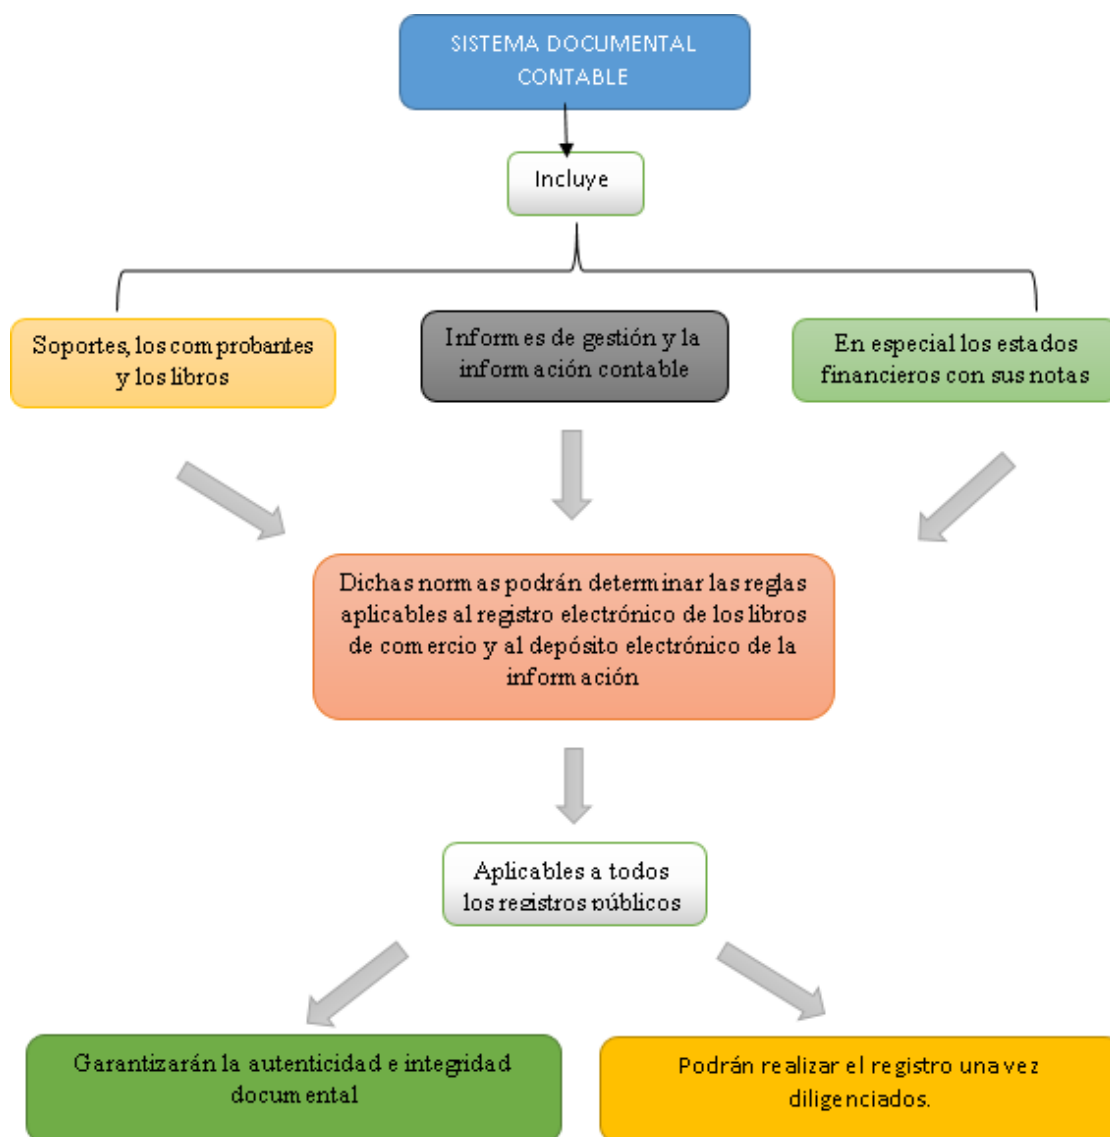 SISTEMA DOCUMENTAL
CONTABLE
Incluye
Soportes, los comprobantes
y los libros
Informes de gestión y la
información contable
En especial los estados
financieros con sus notas
Dichas normas podrán determinar las reglas
aplicables al registro electrónico de los libros
de comercio y al depósito electrónico de la
información
Aplicables a todos
los registros públicos
Garantizarán la autenticidad e integridad
documental
Podrán realizar el registro una vez
diligenciados.